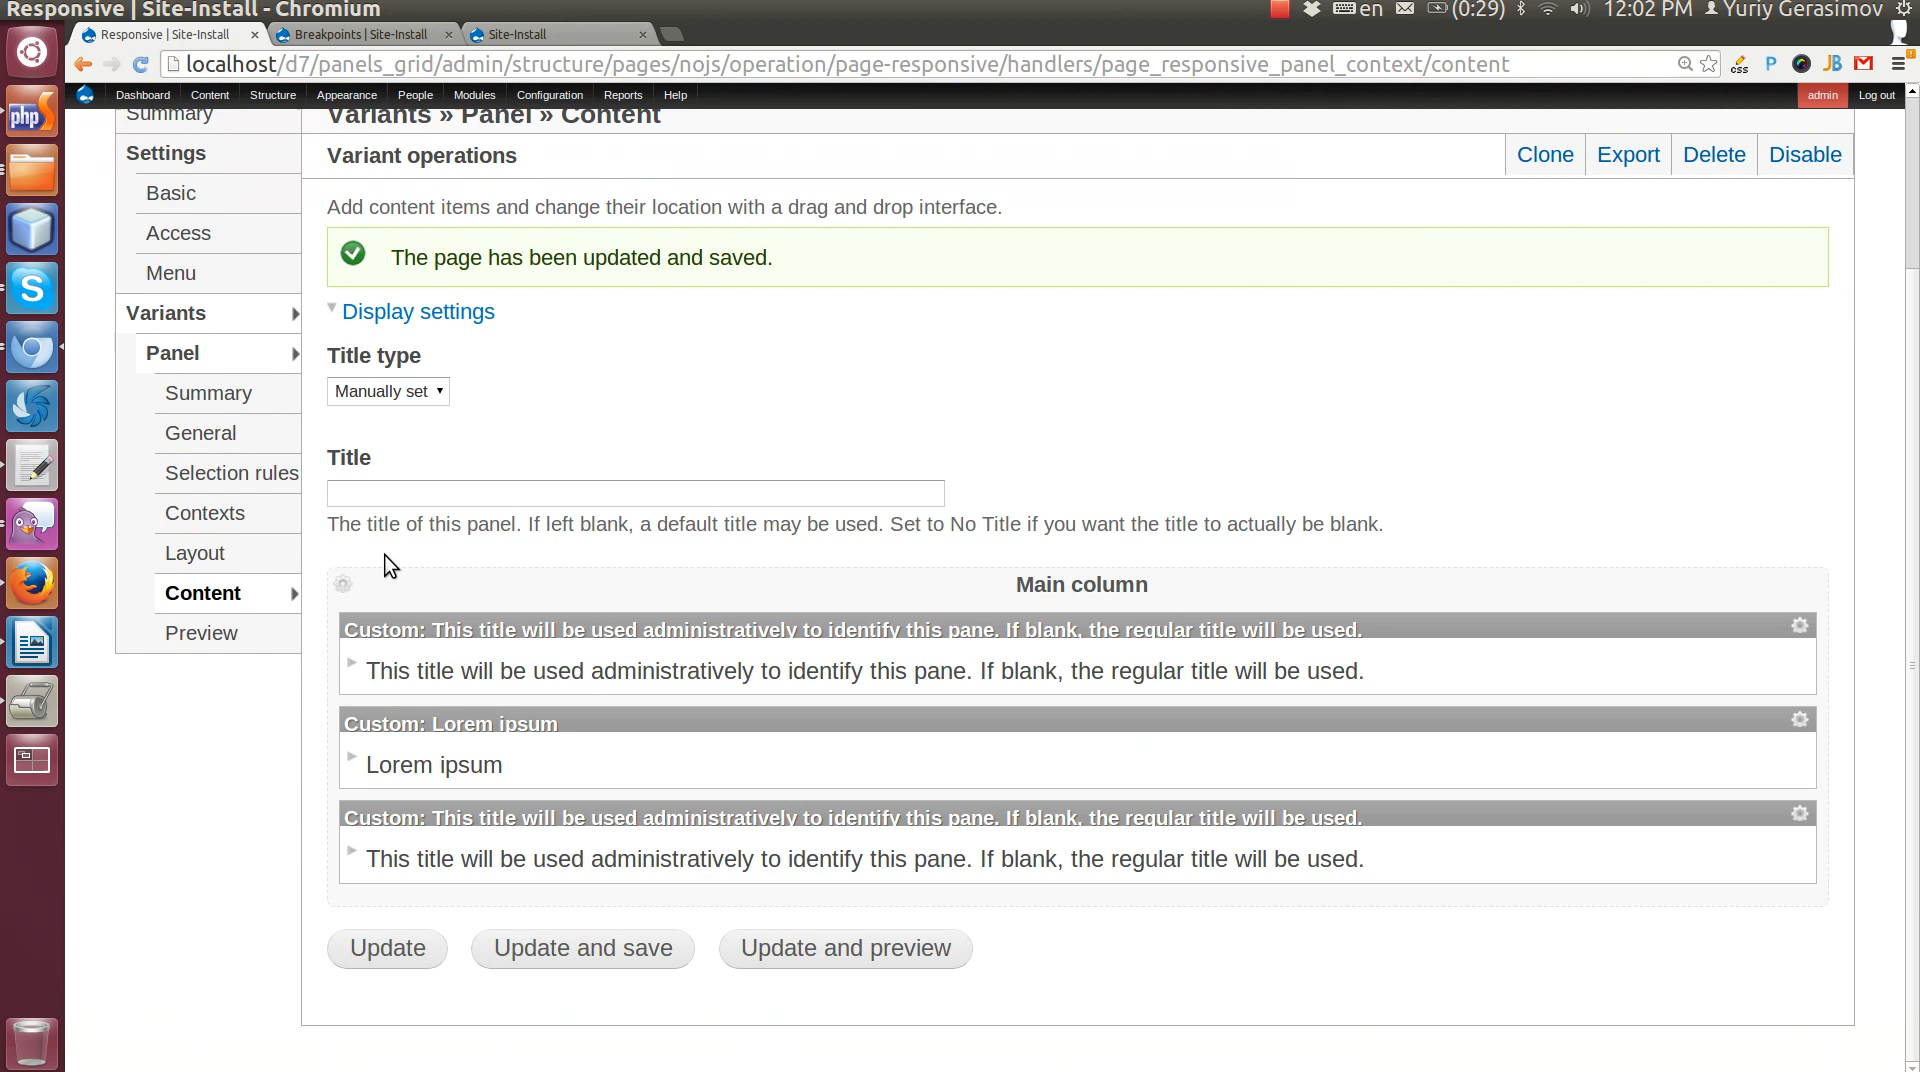 Responsive | Site-Install - Chromium
en (0:29) 12:02 PM Yuriy Gerasimov
Responsive | Site-Install × Breakpoints | Site-Install × Site-Install ×
localhost/d7/panels_grid/admin/structure/pages/nojs/operation/page-responsive/handlers/page_responsive_panel_context/content
css P JB M
Dashboard Content Structure Appearance People Modules Configuration Reports Help admin Log out
php
S
Summary
Settings
Basic
Access
Menu
Variants
Panel
Summary
General
Selection rules
Contexts
Layout
Content
Preview
Variants » Panel » Content
Variant operations
Clone Export Delete Disable
Add content items and change their location with a drag and drop interface.
The page has been updated and saved.
Display settings
Title type
Manually set
Title
The title of this panel. If left blank, a default title may be used. Set to No Title if you want the title to actually be blank.
Main column
Custom: This title will be used administratively to identify this pane. If blank, the regular title will be used.
This title will be used administratively to identify this pane. If blank, the regular title will be used.
Custom: Lorem ipsum
Lorem ipsum
Custom: This title will be used administratively to identify this pane. If blank, the regular title will be used.
This title will be used administratively to identify this pane. If blank, the regular title will be used.
Update Update and save Update and preview